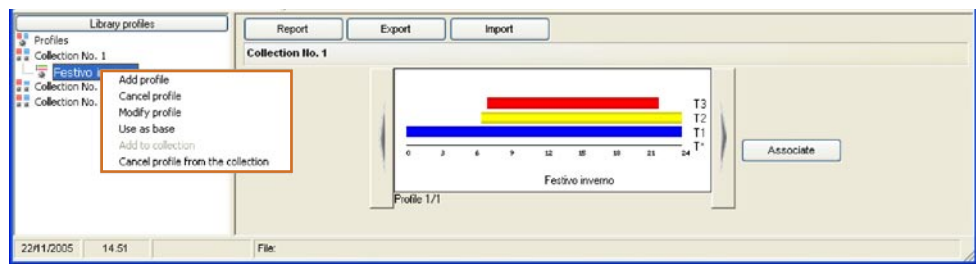 Library profiles
Profiles
Collection No. 1
Festivo
Collection No.
Collection No.
Add profile
Cancel profile
Modify profile
Use as base
Add to collection
Cancel profile from the collection
Report Export Import
Collection No. 1
T3
T2
T1
T*
0 3 6 9 12 15 18 21 24
Festivo inverno
Profile 1/1
Associate
22/11/2005 14.51 File: